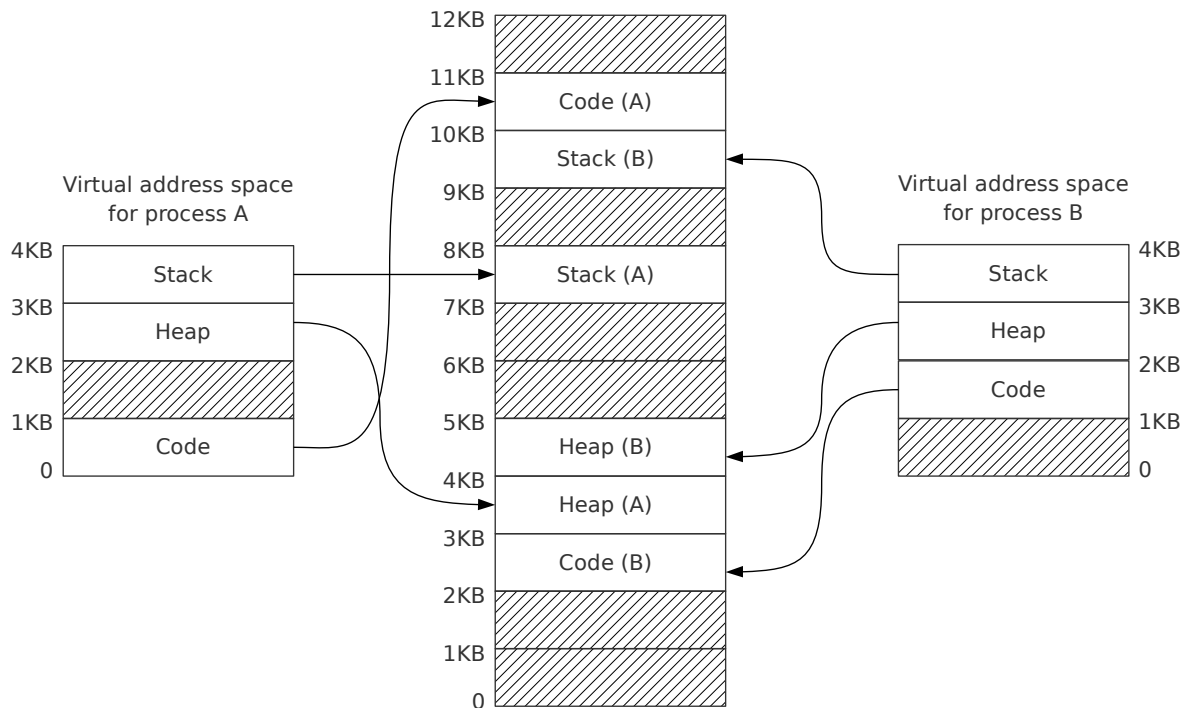 Virtual address space
for process A
4KB
Stack
3KB
Heap
2KB
1KB
Code
0
12KB
11KB
Code (A)
10KB
Stack (B)
9KB
8KB
Stack (A)
7KB
6KB
5KB
Heap (B)
4KB
Heap (A)
3KB
Code (B)
2KB
1KB
0
Virtual address space
for process B
4KB
Stack
3KB
Heap
2KB
Code
1KB
0